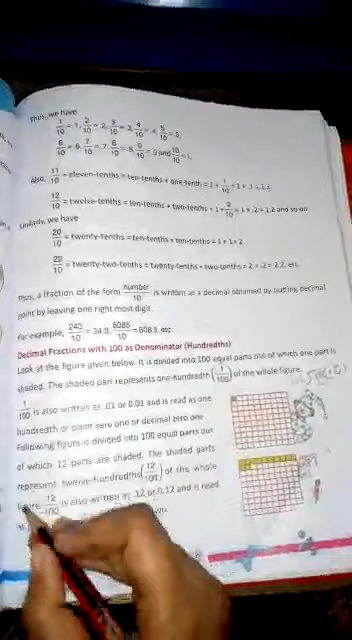 Thus, we have
1/10 = .1, 2/10 = .2, 3/10 = .3, 4/10 = .4, 5/10 = .5,
6/10 = .6, 7/10 = .7, 8/10 = .8, 9/10 = .9 and 10/10 = 1.
Also, 11/10 = eleven-tenths = ten-tenths + one-tenth = 1 + 1/10 = 1 + .1 = 1.1
12/10 = twelve-tenths = ten-tenths + two-tenths = 1 + 2/10 = 1 + .2 = 1.2 and so on
Similarly, we have
20/10 = twenty-tenths = ten-tenths + ten-tenths = 1 + 1 = 2
22/10 = twenty-two-tenths = twenty-tenths + two-tenths = 2 + .2 = 2.2, etc.
Thus, a fraction of the form number/10 is written as a decimal obtained by putting decimal
point by leaving one right most digit.
For example, 243/10 = 24.3, 6085/10 = 608.5, etc
Decimal Fractions with 100 as Denominator (Hundredths)
Look at the figure given below. It is divided into 100 equal parts out of which one part is
shaded. The shaded part represents one-hundredth (1/100) of the whole figure.
1/100 is also written as .01 or 0.01 and is read as one
hundredth or point zero one or decimal zero one.
Following figure is divided into 100 equal parts out
of which 12 parts are shaded. The shaded parts
represent twelve-hundredths (12/100) of the whole
figure. 12/100 is also written as .12 or 0.12 and is read
as